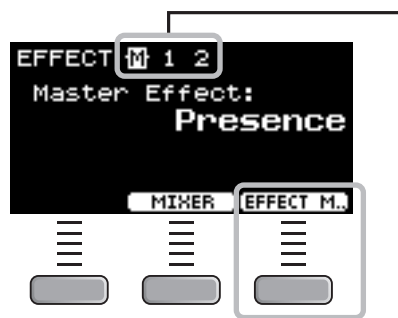 EFFECT M 1 2
Master Effect:
Presence
MIXER EFFECT M..